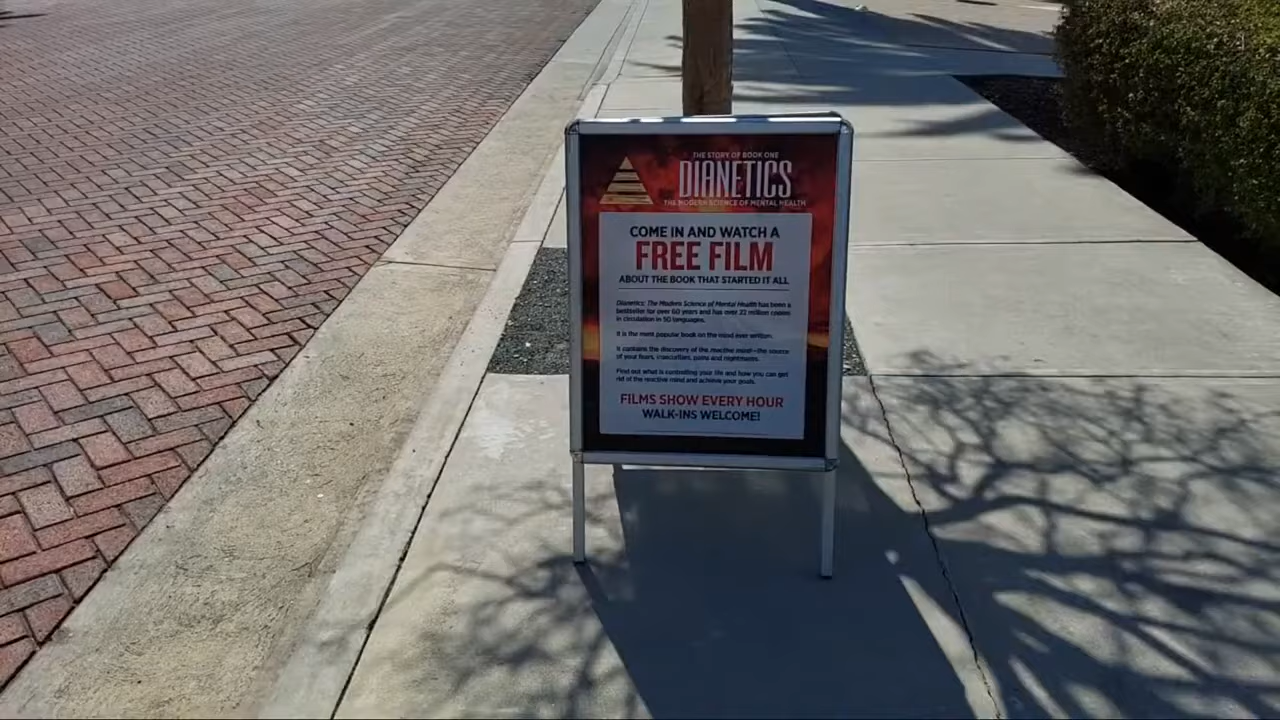 THE STORY OF BOOK ONE
DIANETICS
THE MODERN SCIENCE OF MENTAL HEALTH
COME IN AND WATCH A
FREE FILM
ABOUT THE BOOK THAT STARTED IT ALL
Dianetics: The Modern Science of Mental Health has been a
bestseller for over 60 years and has over 22 million copies
in circulation in 50 languages.
It is the most popular book on the mind ever written.
It contains the discovery of the reactive mind—the source
of your fears, insecurities, pains and nightmares.
Find out what is controlling your life and how you can get
rid of the reactive mind and achieve your goals.
FILMS SHOW EVERY HOUR
WALK-INS WELCOME!